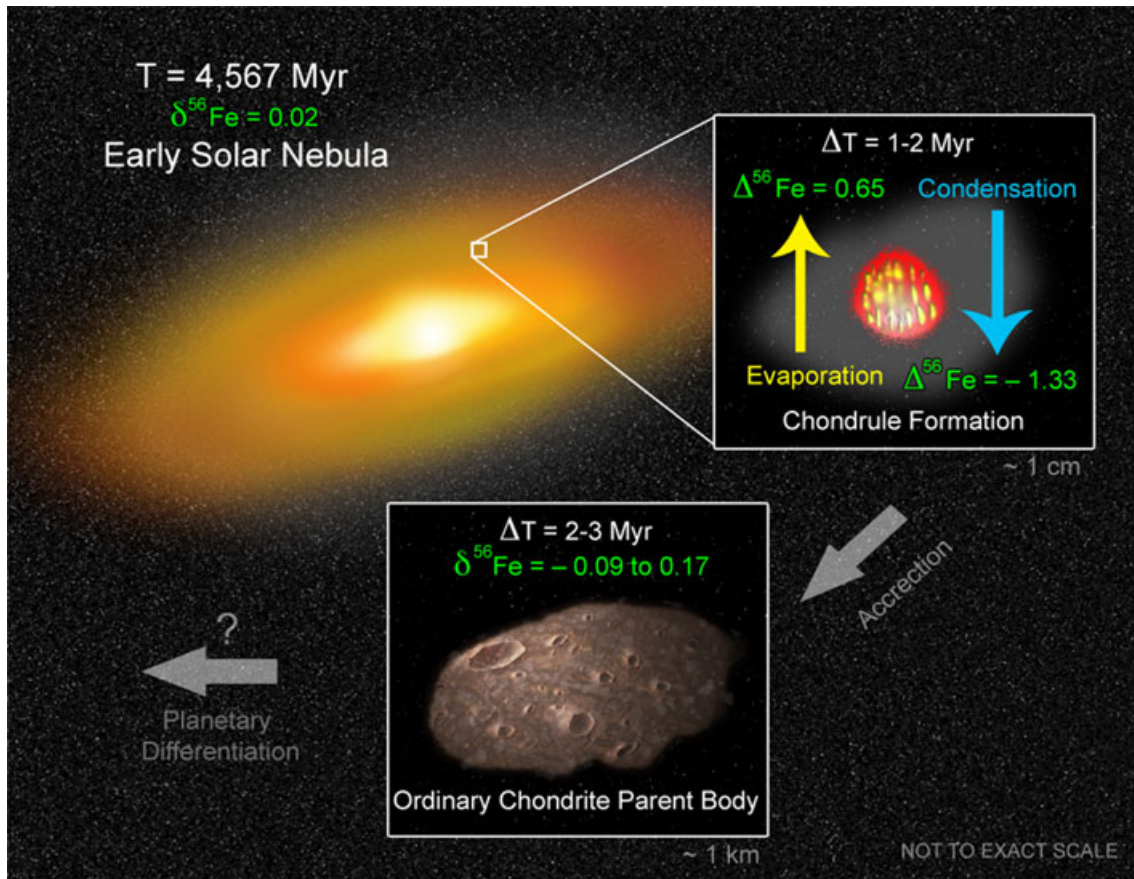 T = 4,567 Myr
δ⁵⁶Fe = 0.02
Early Solar Nebula
ΔT = 1-2 Myr
Δ⁵⁶Fe = 0.65
Condensation
Evaporation
Δ⁵⁶Fe = – 1.33
Chondrule Formation
~ 1 cm
Accretion
ΔT = 2-3 Myr
δ⁵⁶Fe = – 0.09 to 0.17
Ordinary Chondrite Parent Body
~ 1 km
?
Planetary
Differentiation
NOT TO EXACT SCALE